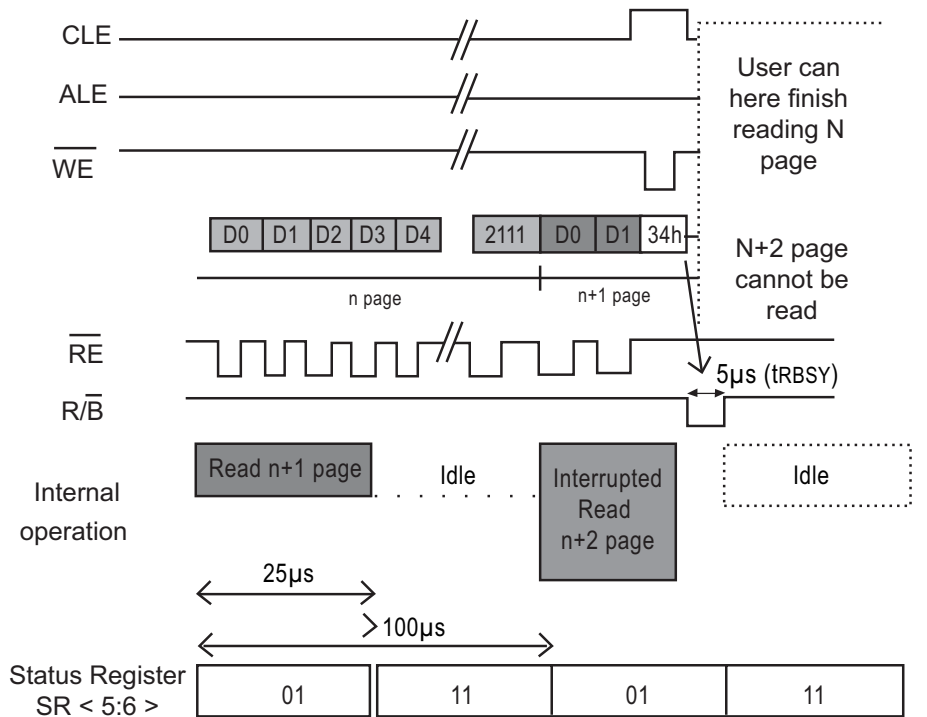 CLE
ALE
WE
User can
here finish
reading N
page
D0 D1 D2 D3 D4 2111 D0 D1 34h
n page
n+1 page
N+2 page
cannot be
read
RE
5µs (tRBSY)
R/B
Internal
operation
Read n+1 page
Idle
Interrupted
Read
n+2 page
Idle
25µs
>100µs
Status Register
SR < 5:6 >
01 11 01 11